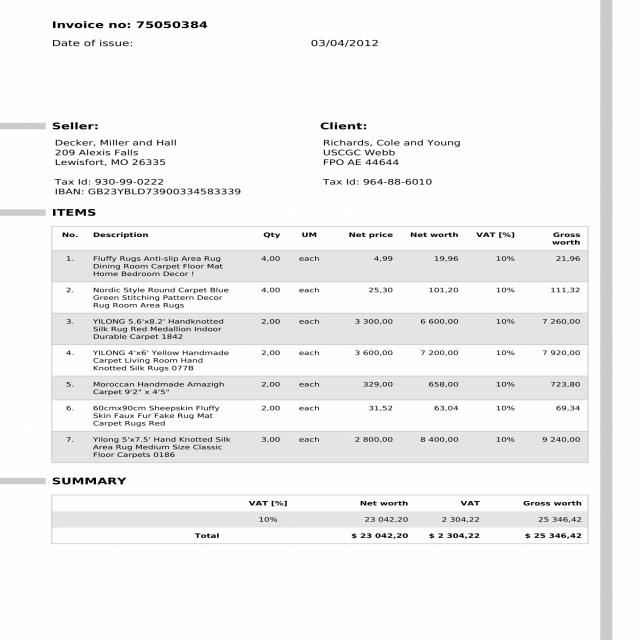 Invoice no: 75050384
Date of issue: 03/04/2012
Seller: Client:
Decker, Miller and Hall Richards, Cole and Young
209 Alexis Falls USCGC Webb
Lewisfort, MO 26335 FPO AE 44644
Tax Id: 930-99-0222 Tax Id: 964-88-6010
IBAN: GB23YBLD73900334583339
ITEMS
No. Description Qty UM Net price Net worth VAT [%] Gross
worth
1. Fluffy Rugs Anti-slip Area Rug 4,00 each 4,99 19,96 10% 21,96
Dining Room Carpet Floor Mat
Home Bedroom Decor !
2. Nordic Style Round Carpet Blue 4,00 each 25,30 101,20 10% 111,32
Green Stitching Pattern Decor
Rug Room Area Rugs
3. YILONG 5.6'x8.2' Handknotted 2,00 each 3 300,00 6 600,00 10% 7 260,00
Silk Rug Red Medallion Indoor
Durable Carpet 1842
4. YILONG 4'x6' Yellow Handmade 2,00 each 3 600,00 7 200,00 10% 7 920,00
Carpet Living Room Hand
Knotted Silk Rugs 077B
5. Moroccan Handmade Amazigh 2,00 each 329,00 658,00 10% 723,80
Carpet 9'2" x 4'5"
6. 60cmx90cm Sheepskin Fluffy 2,00 each 31,52 63,04 10% 69,34
Skin Faux Fur Fake Rug Mat
Carpet Rugs Red
7. Yilong 5'x7.5' Hand Knotted Silk 3,00 each 2 800,00 8 400,00 10% 9 240,00
Area Rug Medium Size Classic
Floor Carpets 0186
SUMMARY
VAT [%] Net worth VAT Gross worth
10% 23 042,20 2 304,22 25 346,42
Total $ 23 042,20 $ 2 304,22 $ 25 346,42